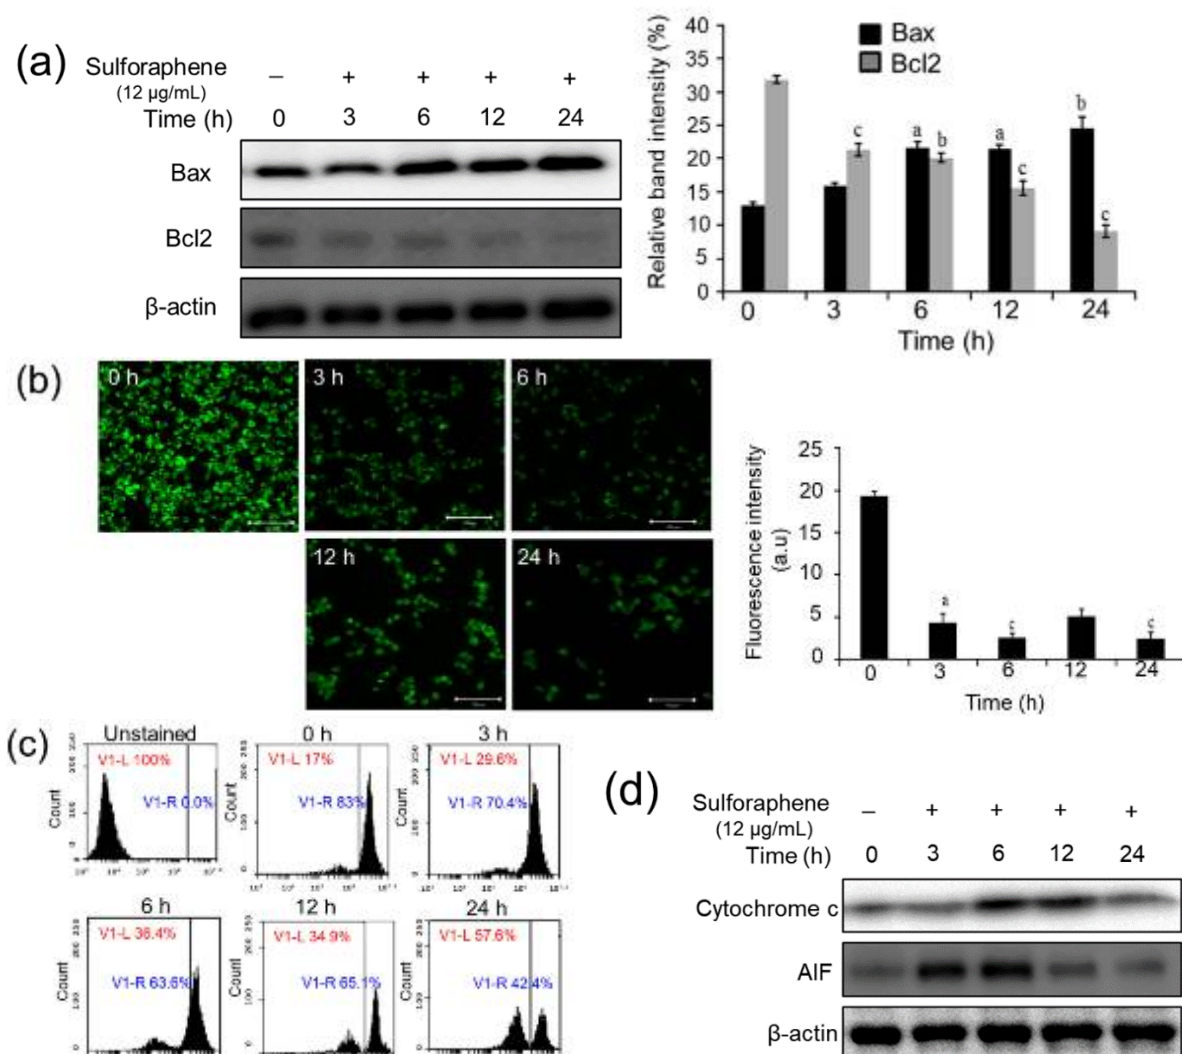 (a)
Sulforaphene − + + + +
(12 µg/mL)
Time (h) 0 3 6 12 24
Bax
Bcl2
β-actin
Relative band intensity (%)
40
35
30
25
20
15
10
5
0
Bax
Bcl2
c
a b
a c
b c
0 3 6 12 24
Time (h)
(b)
0 h
3 h
6 h
12 h
24 h
Fluorescence intensity
(a.u)
25
20
15
10
5
0
a
0 3 6 12 24
Time (h)
(c)
Unstained
V1-L 100%
V1-R 0.0%
Count
0 h
V1-L 17%
V1-R 83%
Count
3 h
V1-L 29.6%
V1-R 70.4%
Count
6 h
V1-L 36.4%
V1-R 63.6%
Count
12 h
V1-L 34.9%
V1-R 65.1%
Count
24 h
V1-L 57.6%
V1-R 42.4%
Count
(d)
Sulforaphene − + + + +
(12 µg/mL)
Time (h) 0 3 6 12 24
Cytochrome c
AIF
β-actin